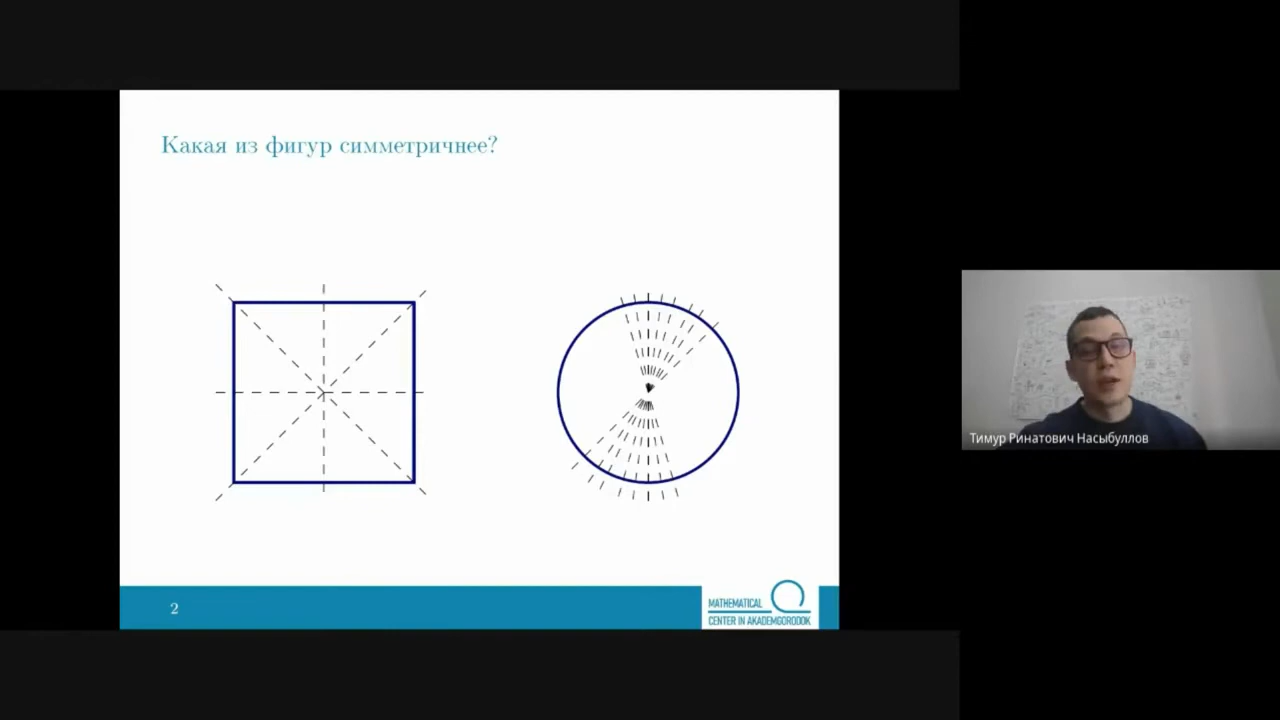 Какая из фигур симметричнее?
Тимур Ринатович Насыбуллов
2
MATHEMATICAL
CENTER IN AKADEMGORODOK